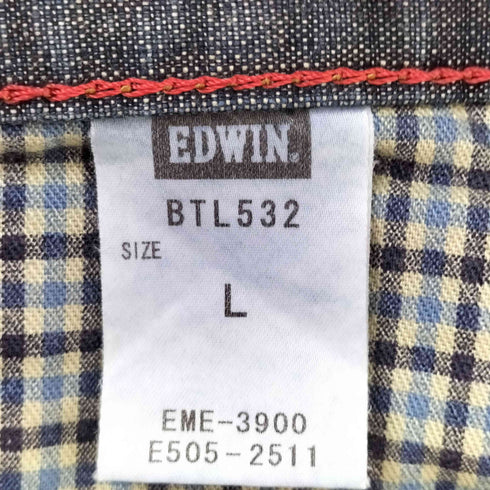 EDWIN.
BTL532
SIZE
L
EME-3900
E505-2511